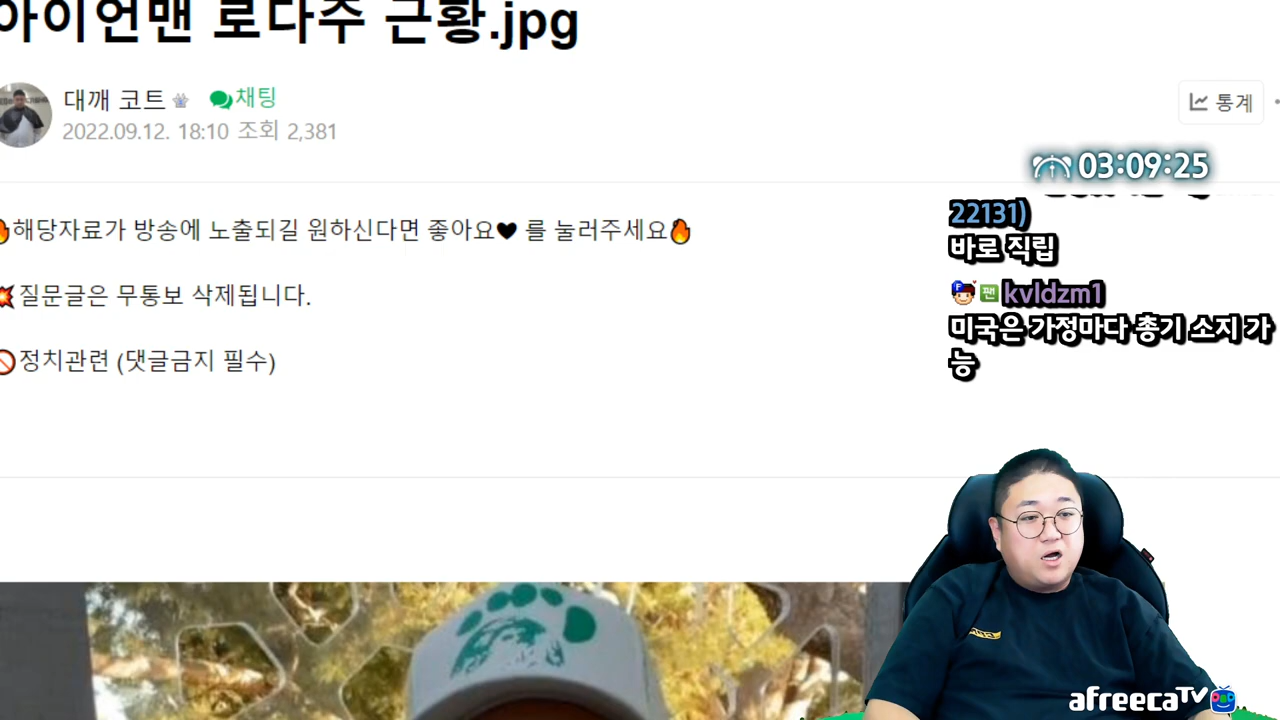 아이언맨 로다주 근황.jpg
대깨 코트
채팅
2022.09.12. 18:10 조회 2,381
통계
03:09:25
해당자료가 방송에 노출되길 원하신다면 좋아요🖤 를 눌러주세요🔥
22131)
바로 직립
질문글은 무통보 삭제됩니다.
F 팬 kvldzm1
미국은 가정마다 총기 소지 가
능
정치관련 (댓글금지 필수)
afreecaTV